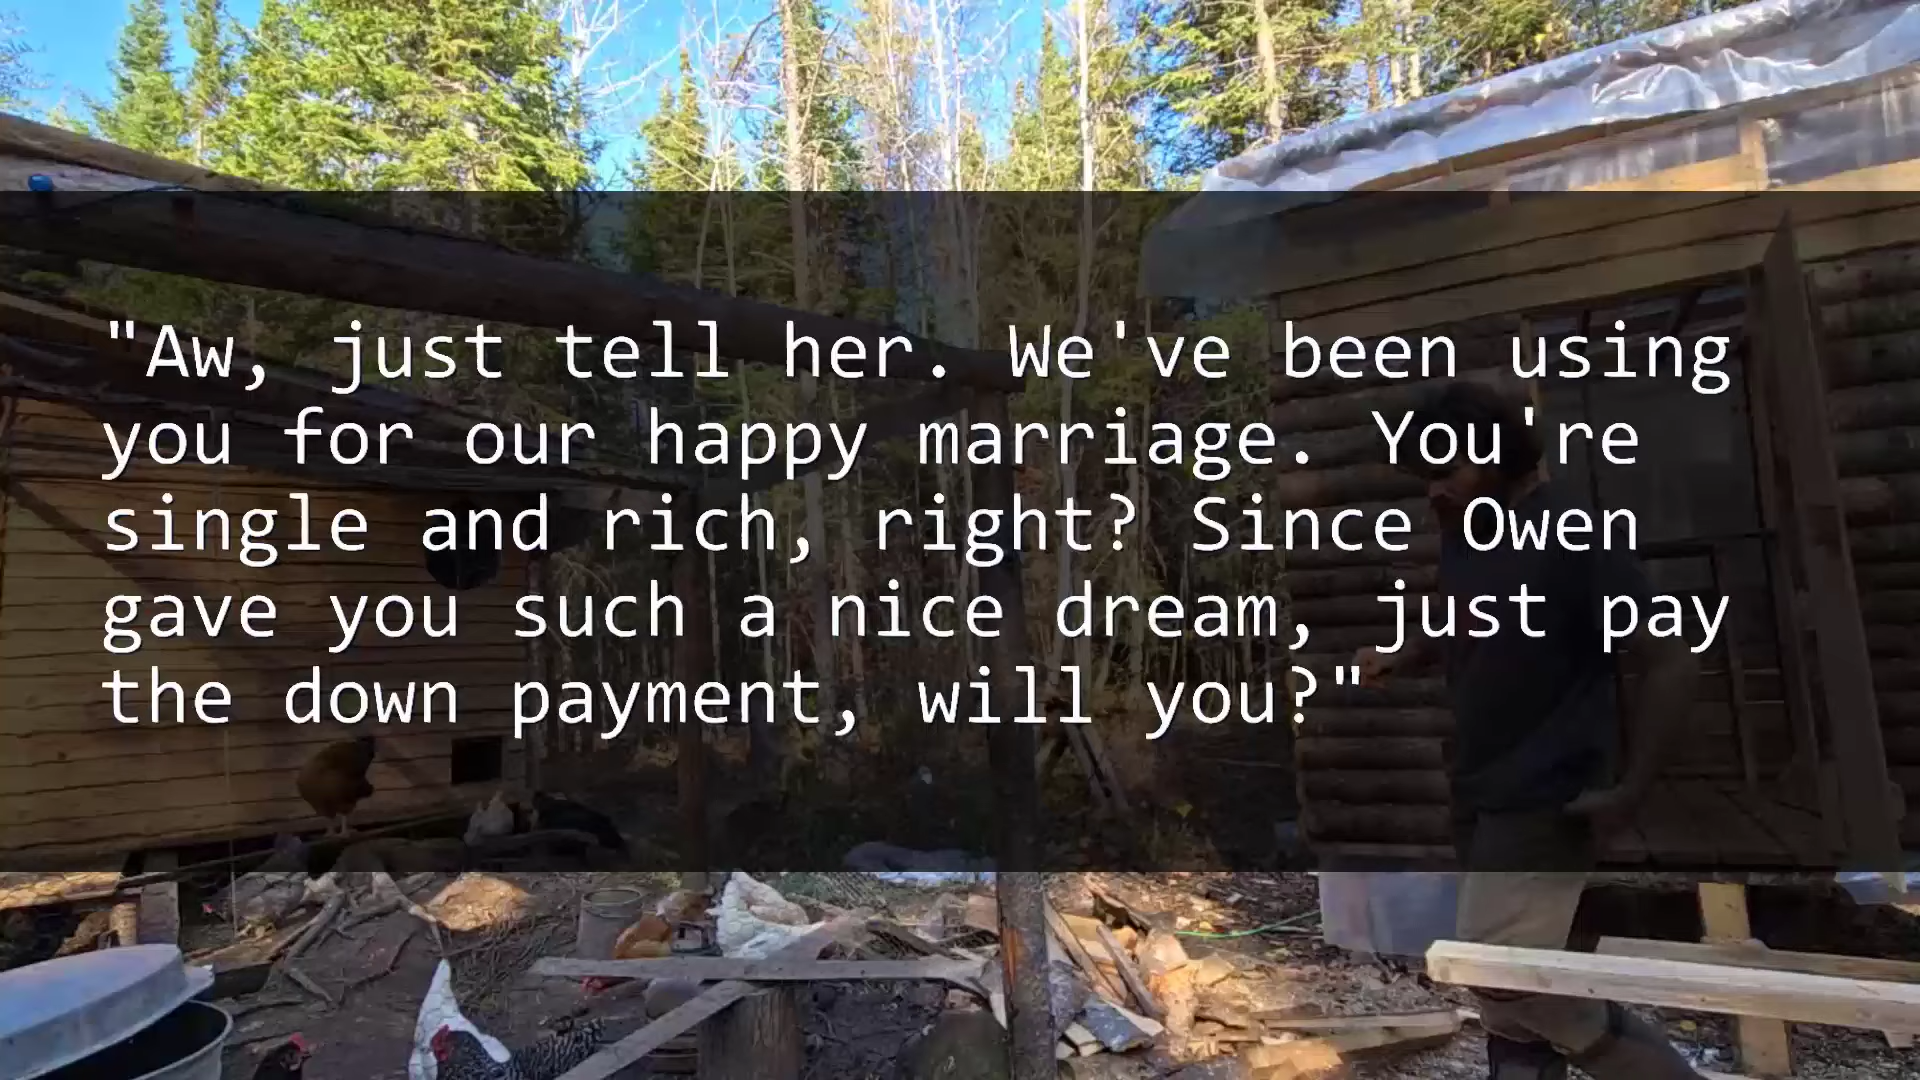 "Aw, just tell her. We've been using
you for our happy marriage. You're
single and rich, right? Since Owen
gave you such a nice dream, just pay
the down payment, will you?"